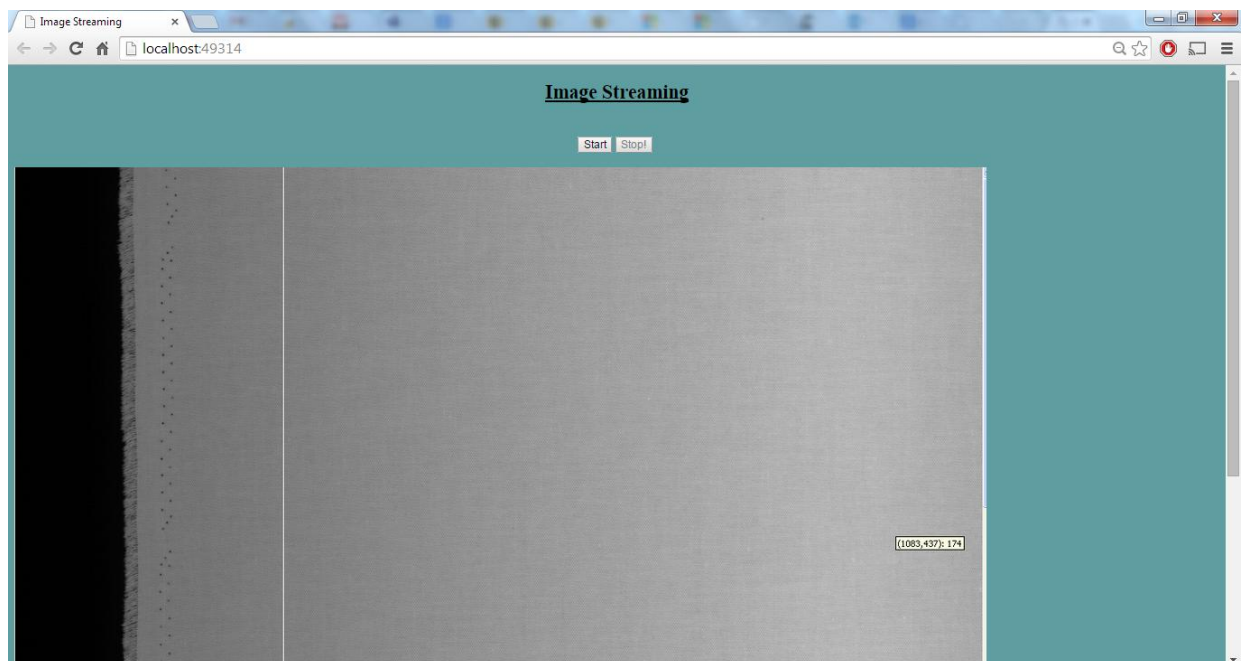 Image Streaming
localhost:49314
Image Streaming
Start Stop!
(1083,437): 174